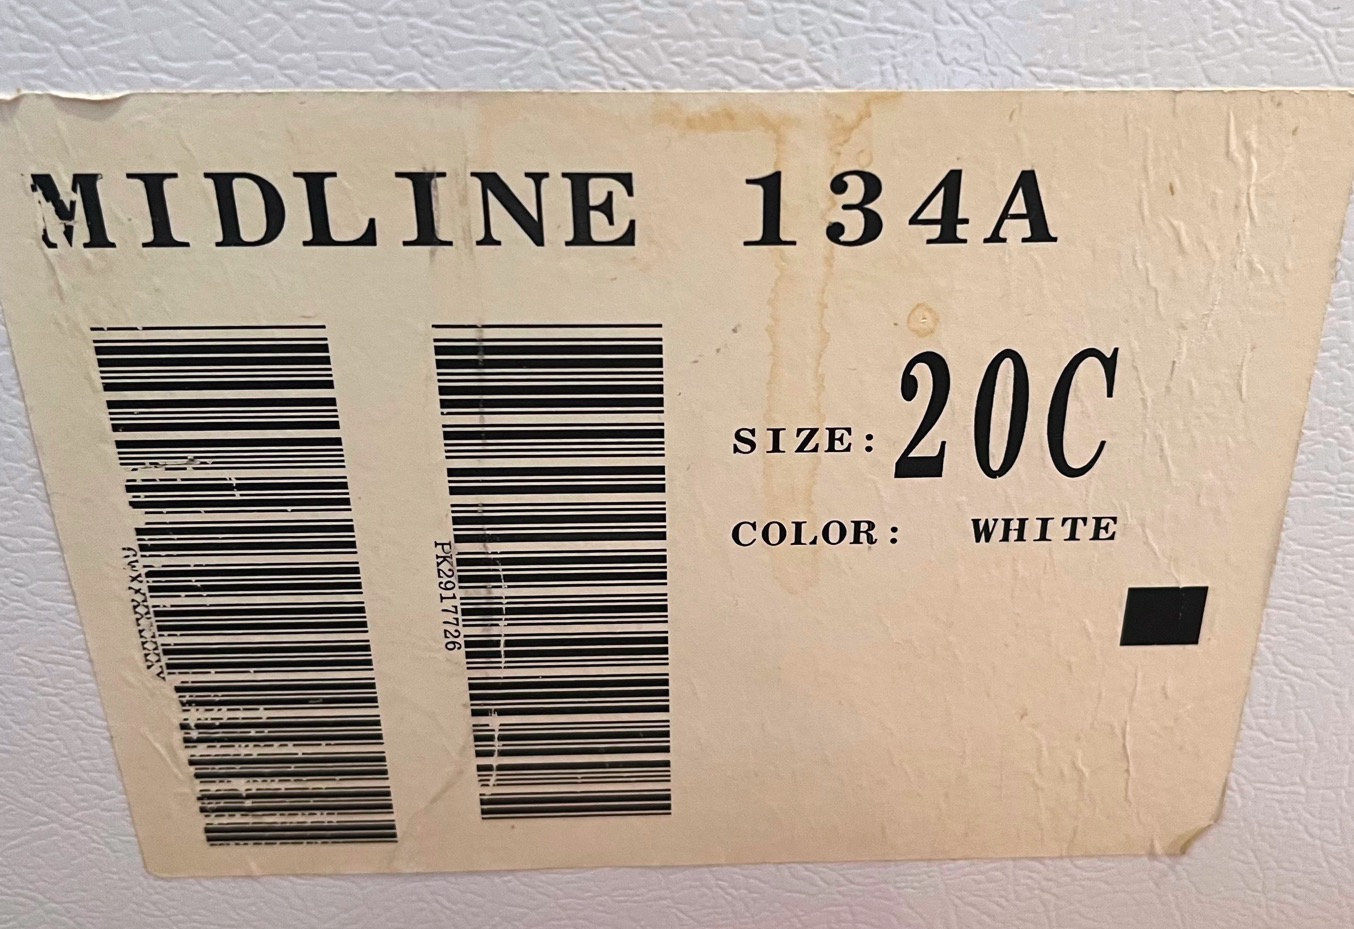 MIDLINE 134A
SIZE: 20C
COLOR: WHITE
PK2917726